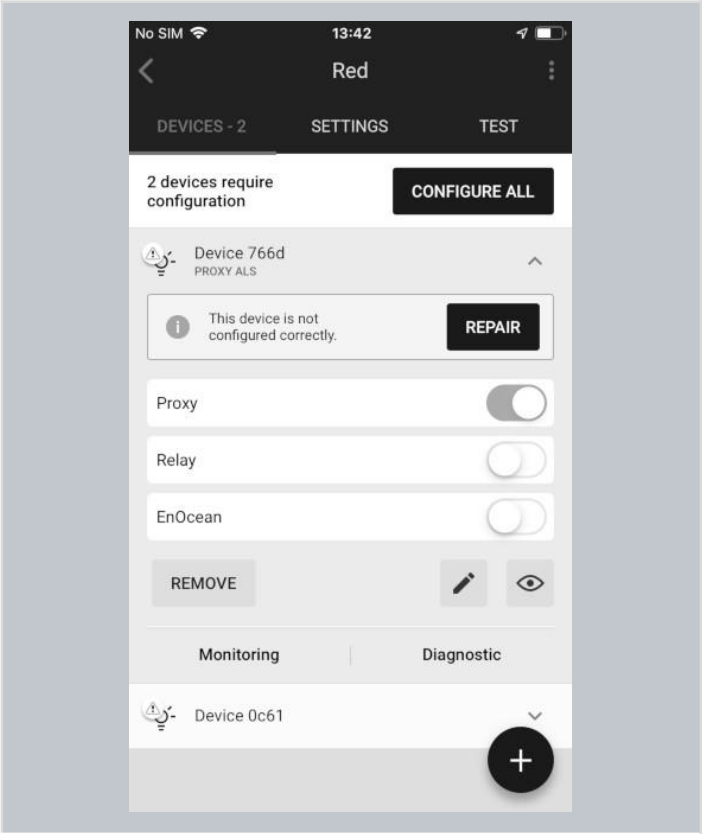 No SIM 13:42
Red
DEVICES - 2 SETTINGS TEST
2 devices require
configuration
CONFIGURE ALL
Device 766d
PROXY ALS
This device is not
configured correctly.
REPAIR
Proxy
Relay
EnOcean
REMOVE
Monitoring Diagnostic
Device 0c61